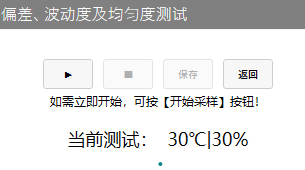 偏差、波动度及均匀度测试
保存 返回
如需立即开始，可按【开始采样】按钮！
当前测试： 30℃|30%